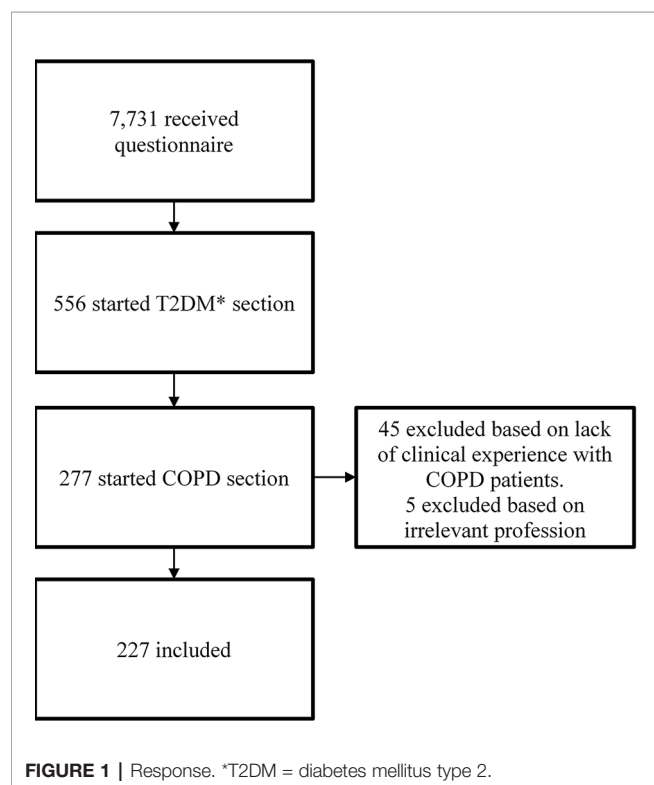 7,731 received
questionnaire
556 started T2DM* section
277 started COPD section
45 excluded based on lack
of clinical experience with
COPD patients.
5 excluded based on
irrelevant profession
227 included
FIGURE 1 | Response. *T2DM = diabetes mellitus type 2.